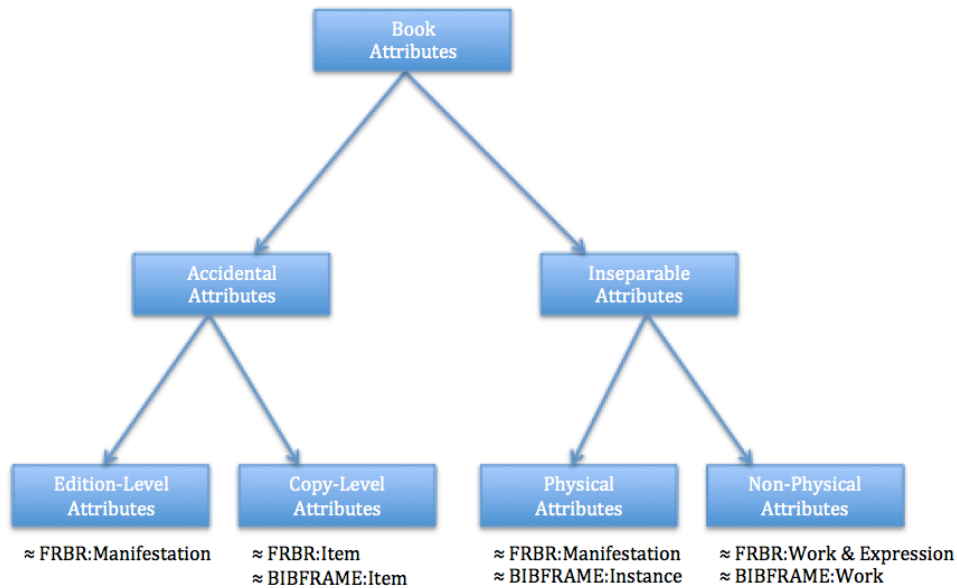 Book
Attributes
Accidental
Attributes
Inseparable
Attributes
Edition-Level
Attributes
Copy-Level
Attributes
Physical
Attributes
Non-Physical
Attributes
≈ FRBR:Manifestation
≈ FRBR:Item
≈ BIBFRAME:Item
≈ FRBR:Manifestation
≈ BIBFRAME:Instance
≈ FRBR:Work & Expression
≈ BIBFRAME:Work